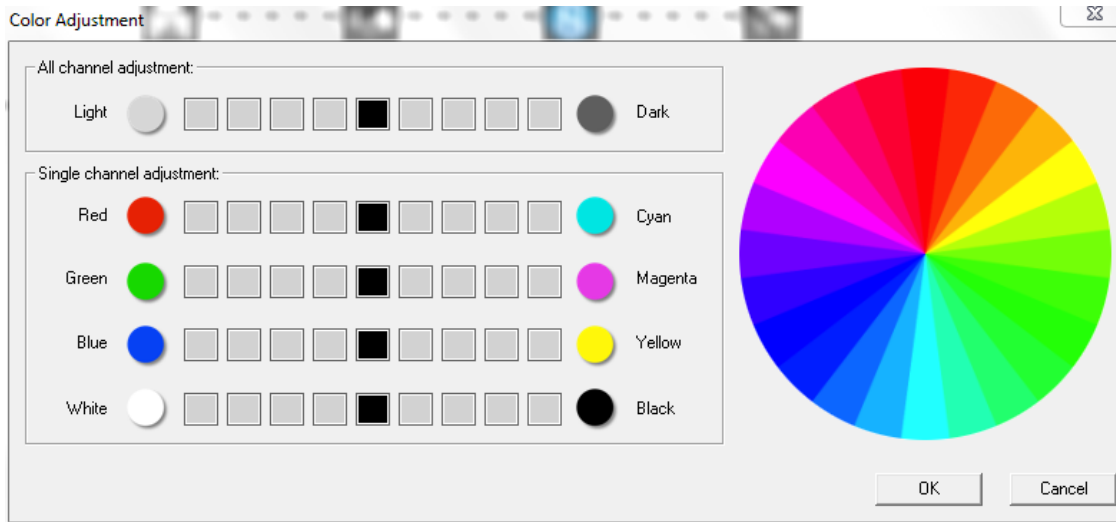 Color Adjustment
All channel adjustment:
Light Dark
Single channel adjustment:
Red Cyan
Green Magenta
Blue Yellow
White Black
OK Cancel